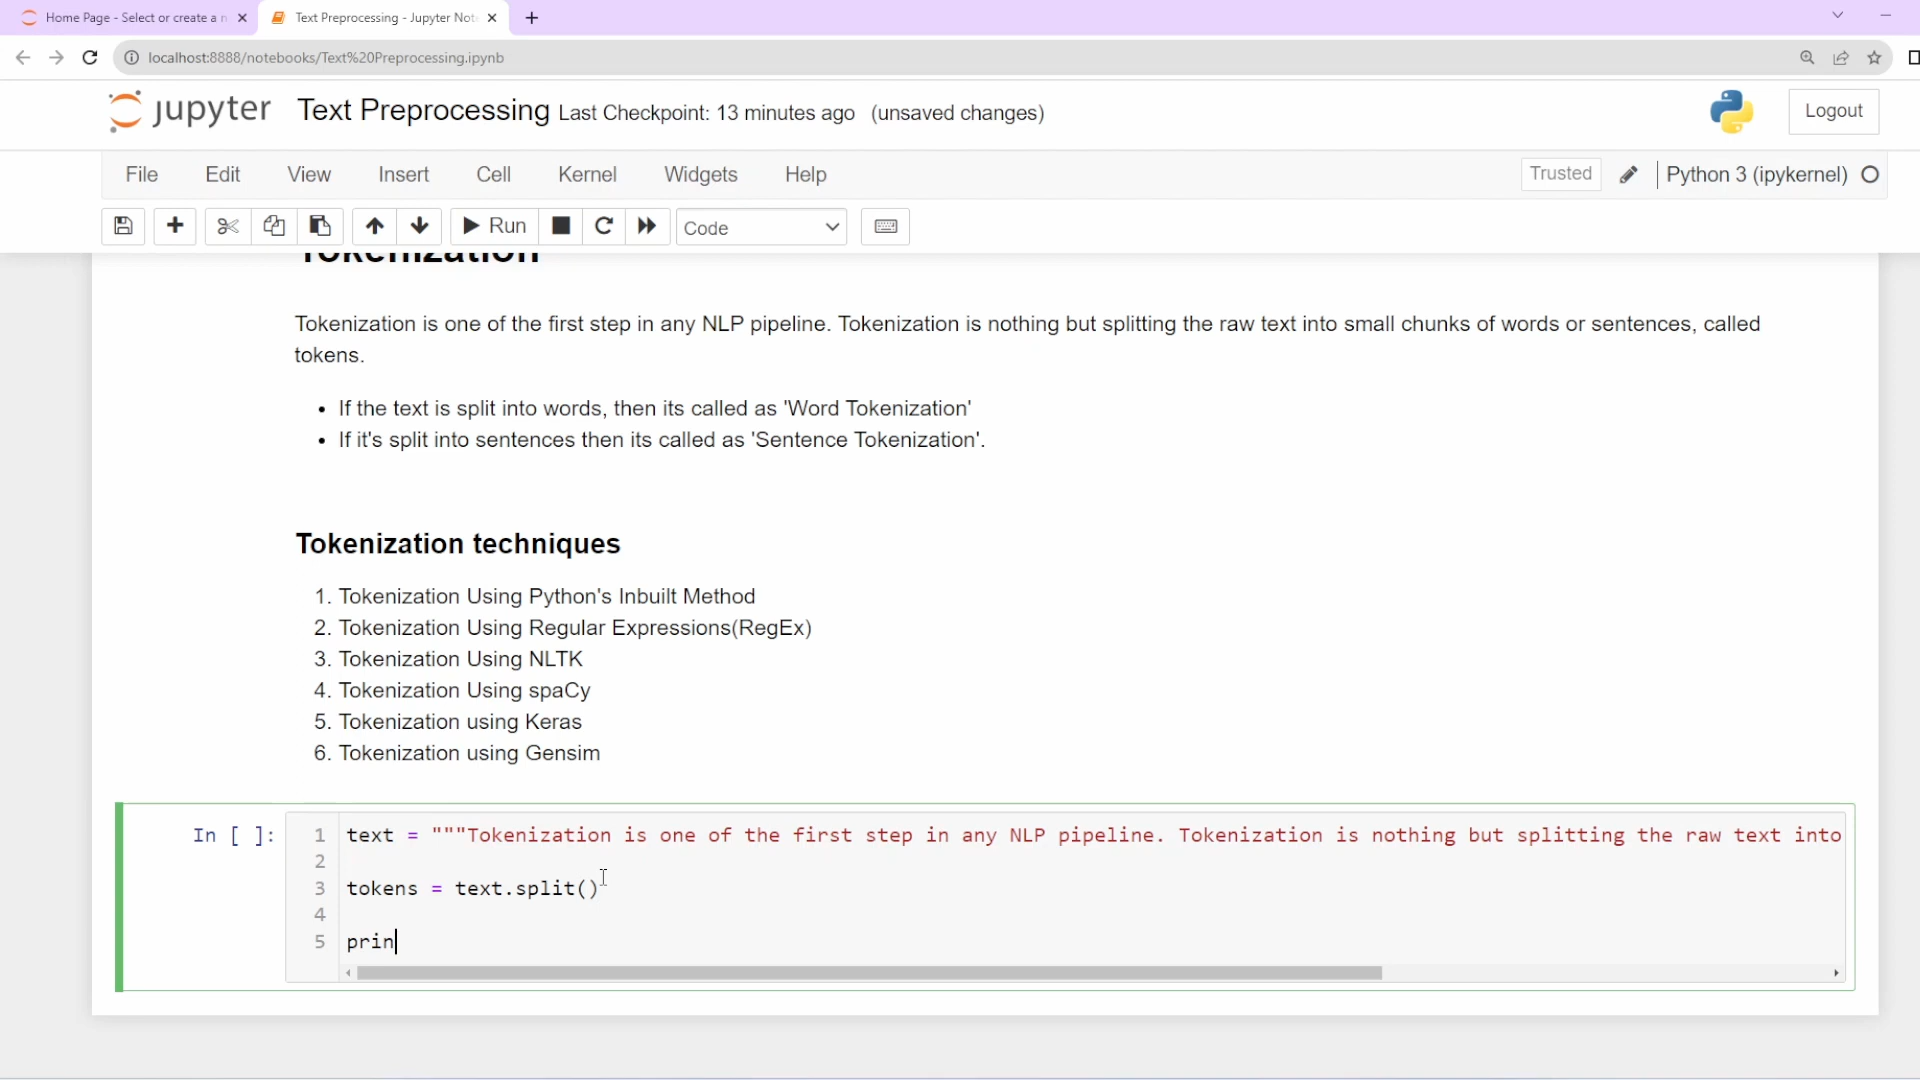 Home Page - Select or create a n
Text Preprocessing - Jupyter Not
localhost:8888/notebooks/Text%20Preprocessing.ipynb
jupyter Text Preprocessing Last Checkpoint: 13 minutes ago (unsaved changes) Logout
File Edit View Insert Cell Kernel Widgets Help Trusted Python 3 (ipykernel)
Run Code
Tokenization
Tokenization is one of the first step in any NLP pipeline. Tokenization is nothing but splitting the raw text into small chunks of words or sentences, called
tokens.
• If the text is split into words, then its called as 'Word Tokenization'
• If it's split into sentences then its called as 'Sentence Tokenization'.
Tokenization techniques
1. Tokenization Using Python's Inbuilt Method
2. Tokenization Using Regular Expressions(RegEx)
3. Tokenization Using NLTK
4. Tokenization Using spaCy
5. Tokenization using Keras
6. Tokenization using Gensim
In [ ]: 1 text = """Tokenization is one of the first step in any NLP pipeline. Tokenization is nothing but splitting the raw text into
2
3 tokens = text.split()
4
5 prin